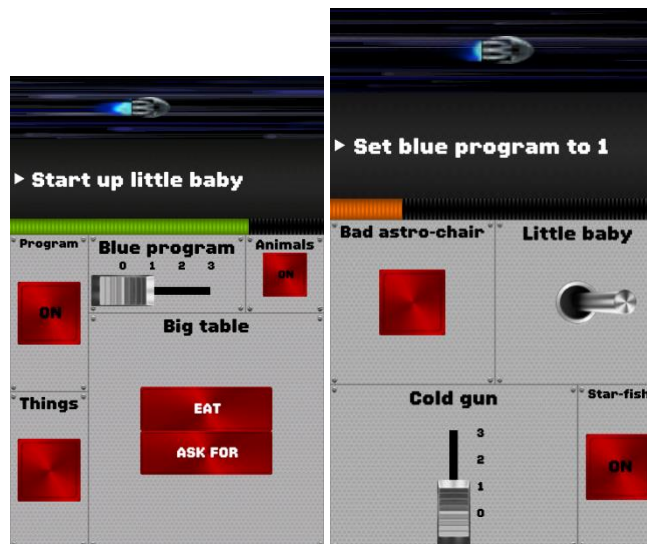 Start up little baby
Program
Blue program
Animals
0 1 2 3
ON
ON
Big table
Things
EAT
ASK FOR
Set blue program to 1
Bad astro-chair
Little baby
Cold gun
Star-fish
3
2
1
0
ON